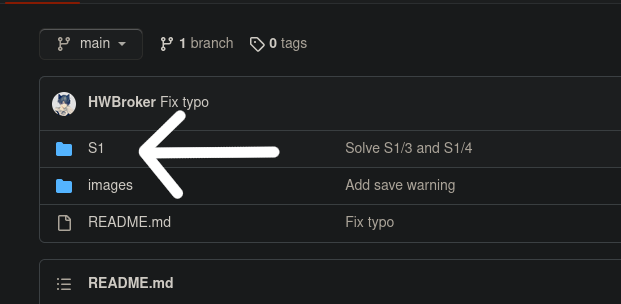 main
1 branch
0 tags
HWBroker Fix typo
S1 Solve S1/3 and S1/4
images Add save warning
README.md Fix typo
README.md